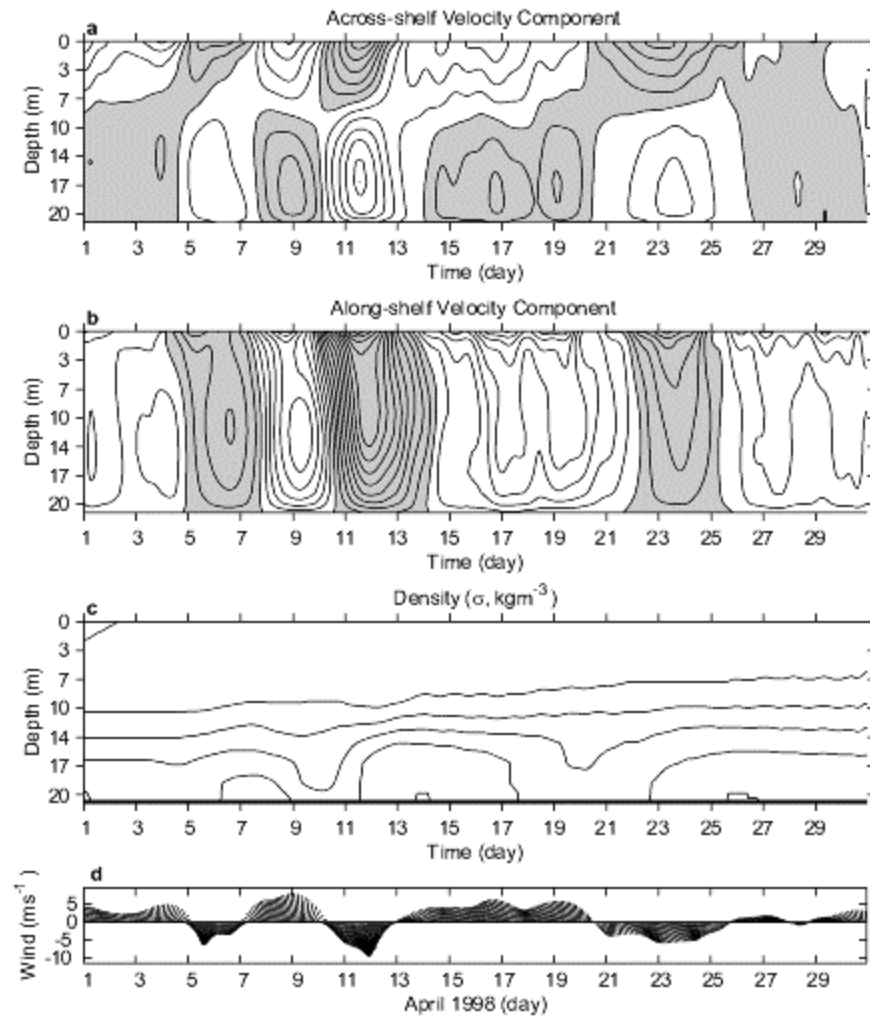 Across-shelf Velocity Component
a
0
3
7
10
14
17
20
Depth (m)
1 3 5 7 9 11 13 15 17 19 21 23 25 27 29
Time (day)
Along-shelf Velocity Component
b
0
3
7
10
14
17
20
Depth (m)
1 3 5 7 9 11 13 15 17 19 21 23 25 27 29
Time (day)
Density (σ, kgm-3)
c
0
3
7
10
14
17
20
Depth (m)
1 3 5 7 9 11 13 15 17 19 21 23 25 27 29
Time (day)
d
5
0
-5
-10
Wind (ms-1)
1 3 5 7 9 11 13 15 17 19 21 23 25 27 29
April 1998 (day)